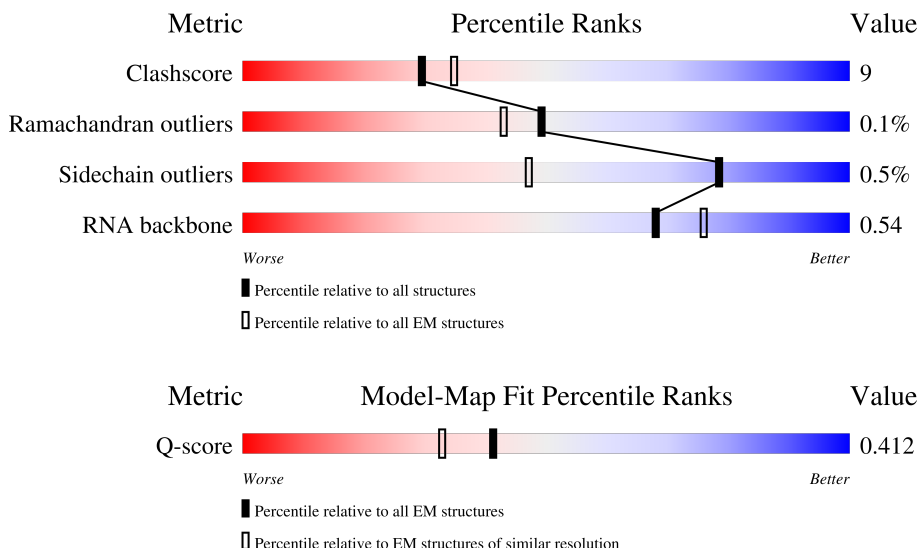 Metric Percentile Ranks Value
Clashscore 9
Ramachandran outliers 0.1%
Sidechain outliers 0.5%
RNA backbone 0.54
Worse Better
Percentile relative to all structures
Percentile relative to all EM structures
Metric Model-Map Fit Percentile Ranks Value
Q-score 0.412
Worse Better
Percentile relative to all EM structures
Percentile relative to EM structures of similar resolution